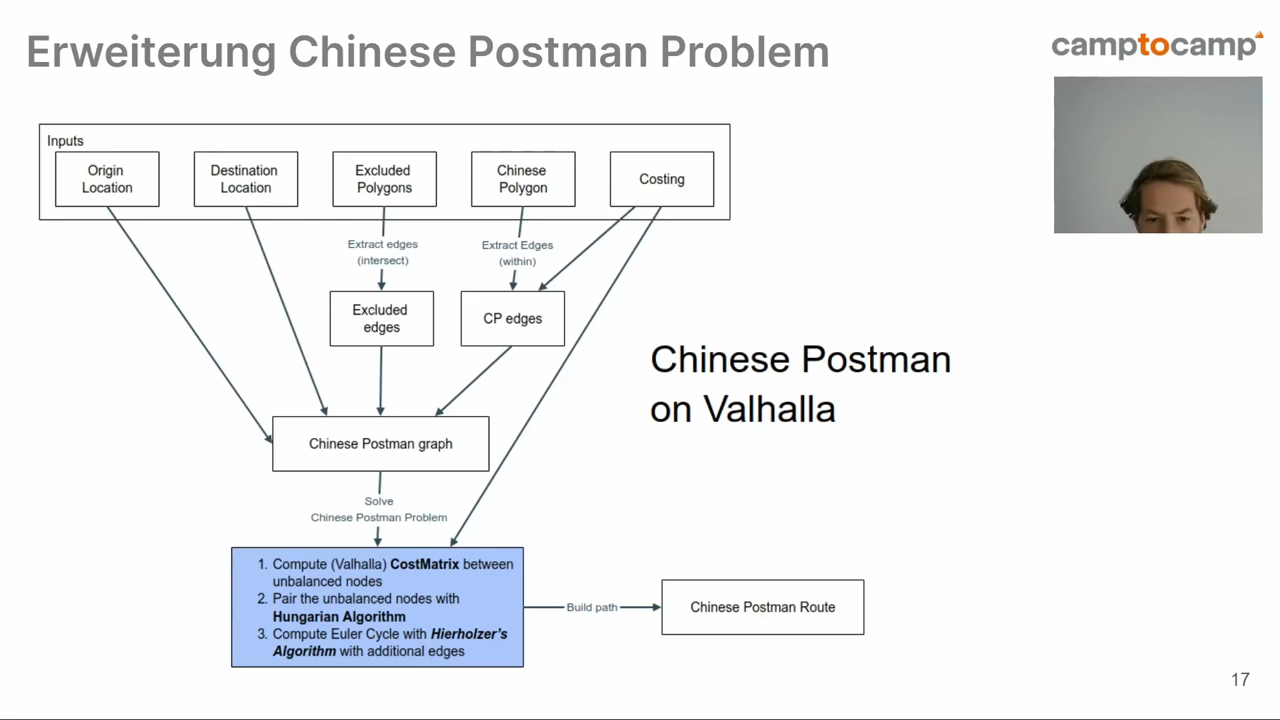 Erweiterung Chinese Postman Problem
camptocamp
Inputs
Origin
Location
Destination
Location
Excluded
Polygons
Chinese
Polygon
Costing
Extract edges
(intersect)
Extract Edges
(within)
Excluded
edges
CP edges
Chinese Postman
on Valhalla
Chinese Postman graph
Solve
Chinese Postman Problem
1. Compute (Valhalla) CostMatrix between
unbalanced nodes
2. Pair the unbalanced nodes with
Hungarian Algorithm
3. Compute Euler Cycle with Hierholzer's
Algorithm with additional edges
Build path
Chinese Postman Route
17